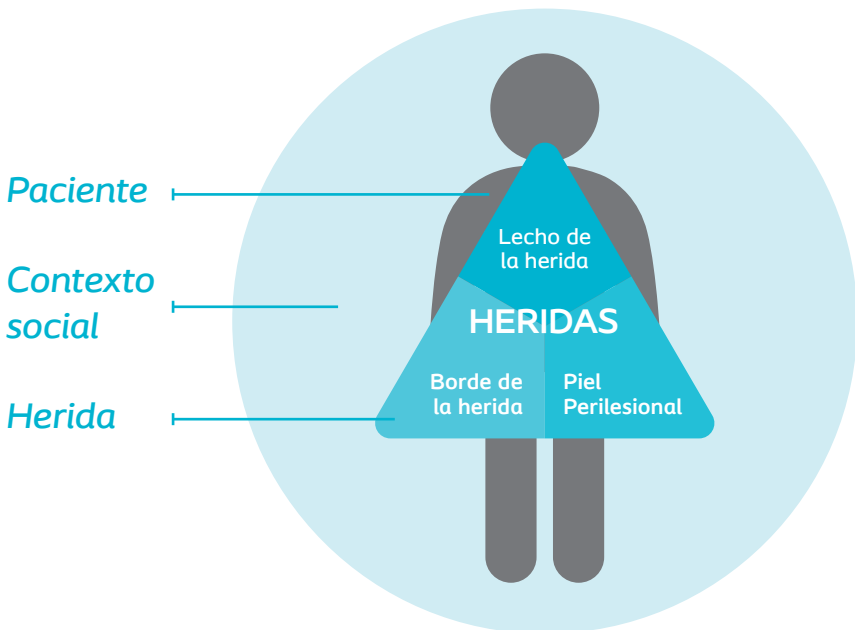 Paciente
Contexto
social
Herida
Lecho de
la herida
HERIDAS
Borde de
la herida
Piel
Perilesional